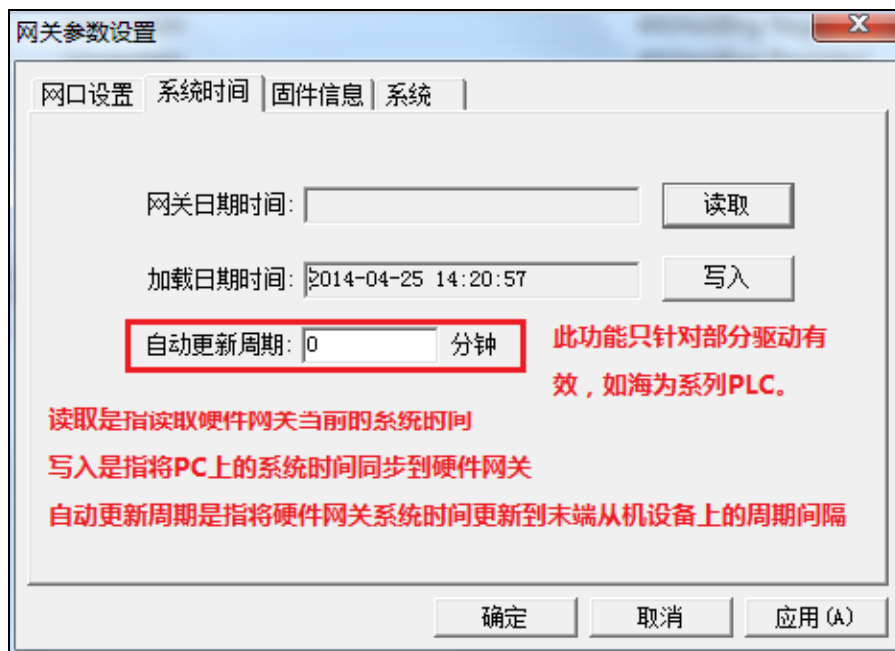 网关参数设置
网口设置 系统时间 固件信息 系统
网关日期时间: 读取
加载日期时间: 2014-04-25 14:20:57 写入
自动更新周期: 0 分钟
此功能只针对部分驱动有
效，如海为系列PLC。
读取是指读取硬件网关当前的系统时间
写入是指将PC上的系统时间同步到硬件网关
自动更新周期是指将硬件网关系统时间更新到末端从机设备上的周期间隔
确定 取消 应用(A)